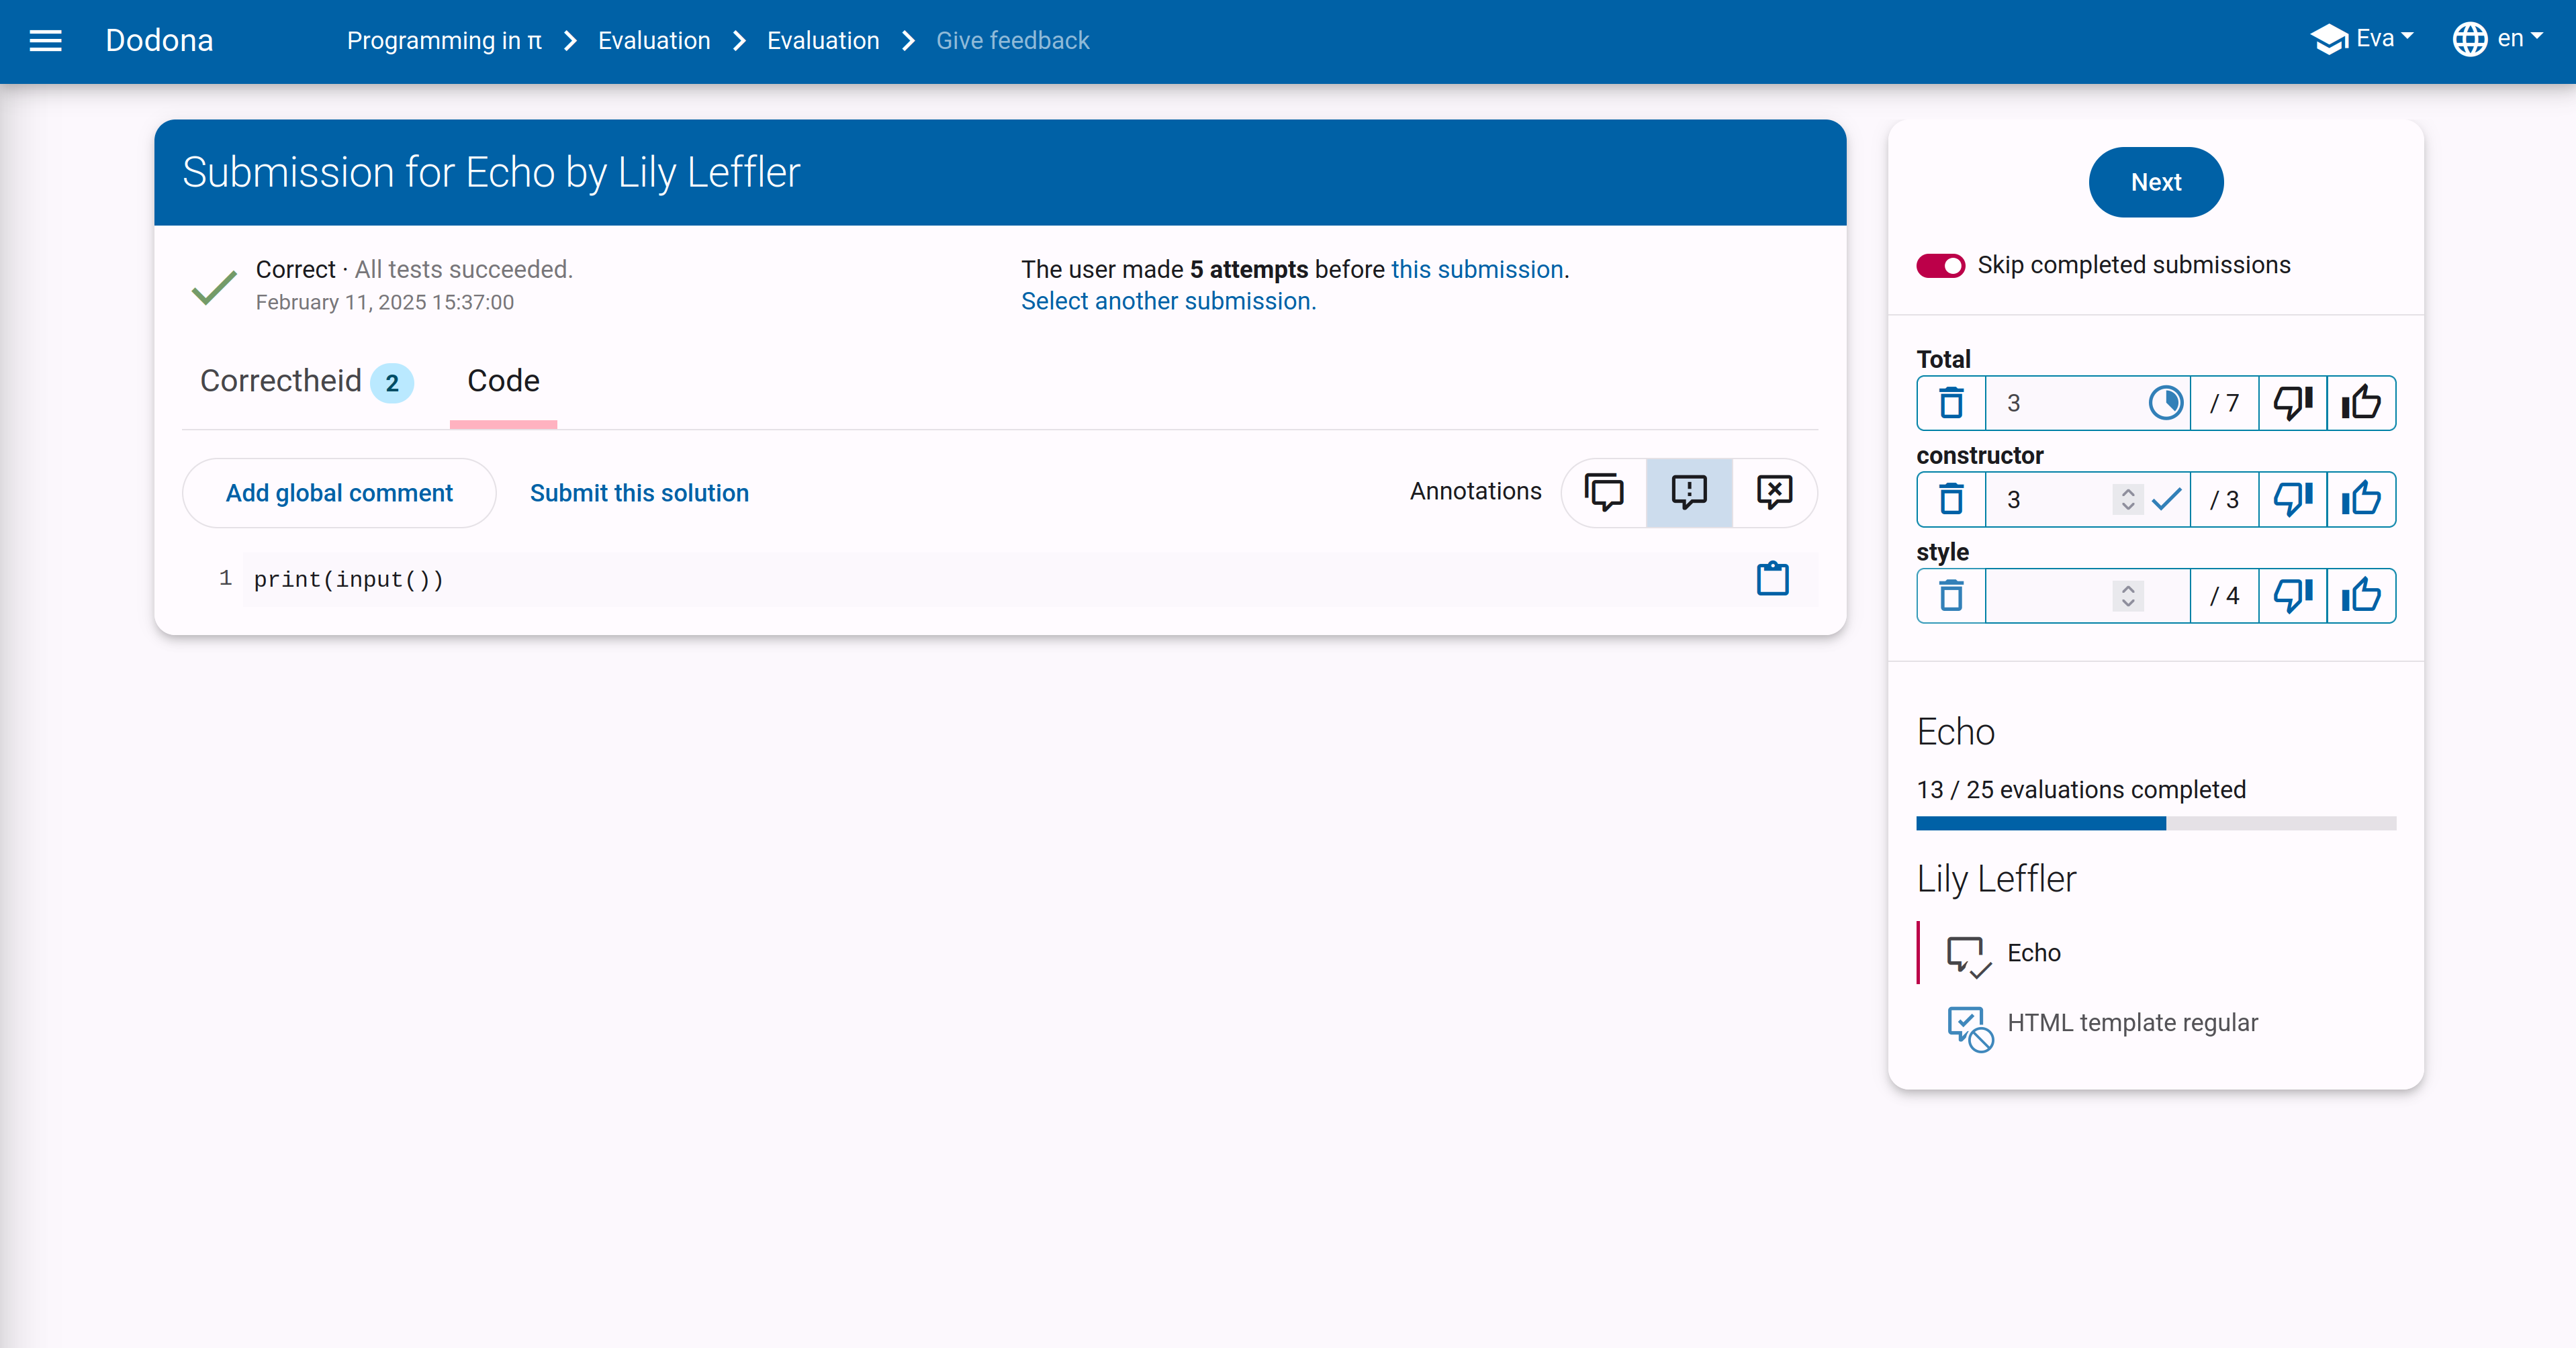 Dodona
Programming in π
Evaluation
Evaluation
Give feedback
Eva
en
Submission for Echo by Lily Leffler
Correct · All tests succeeded.
February 11, 2025 15:37:00
The user made 5 attempts before this submission.
Select another submission.
Correctheid 2
Code
Add global comment
Submit this solution
Annotations
1 print(input())
Next
Skip completed submissions
Total
3 / 7
constructor
3 / 3
style
/ 4
Echo
13 / 25 evaluations completed
Lily Leffler
Echo
HTML template regular